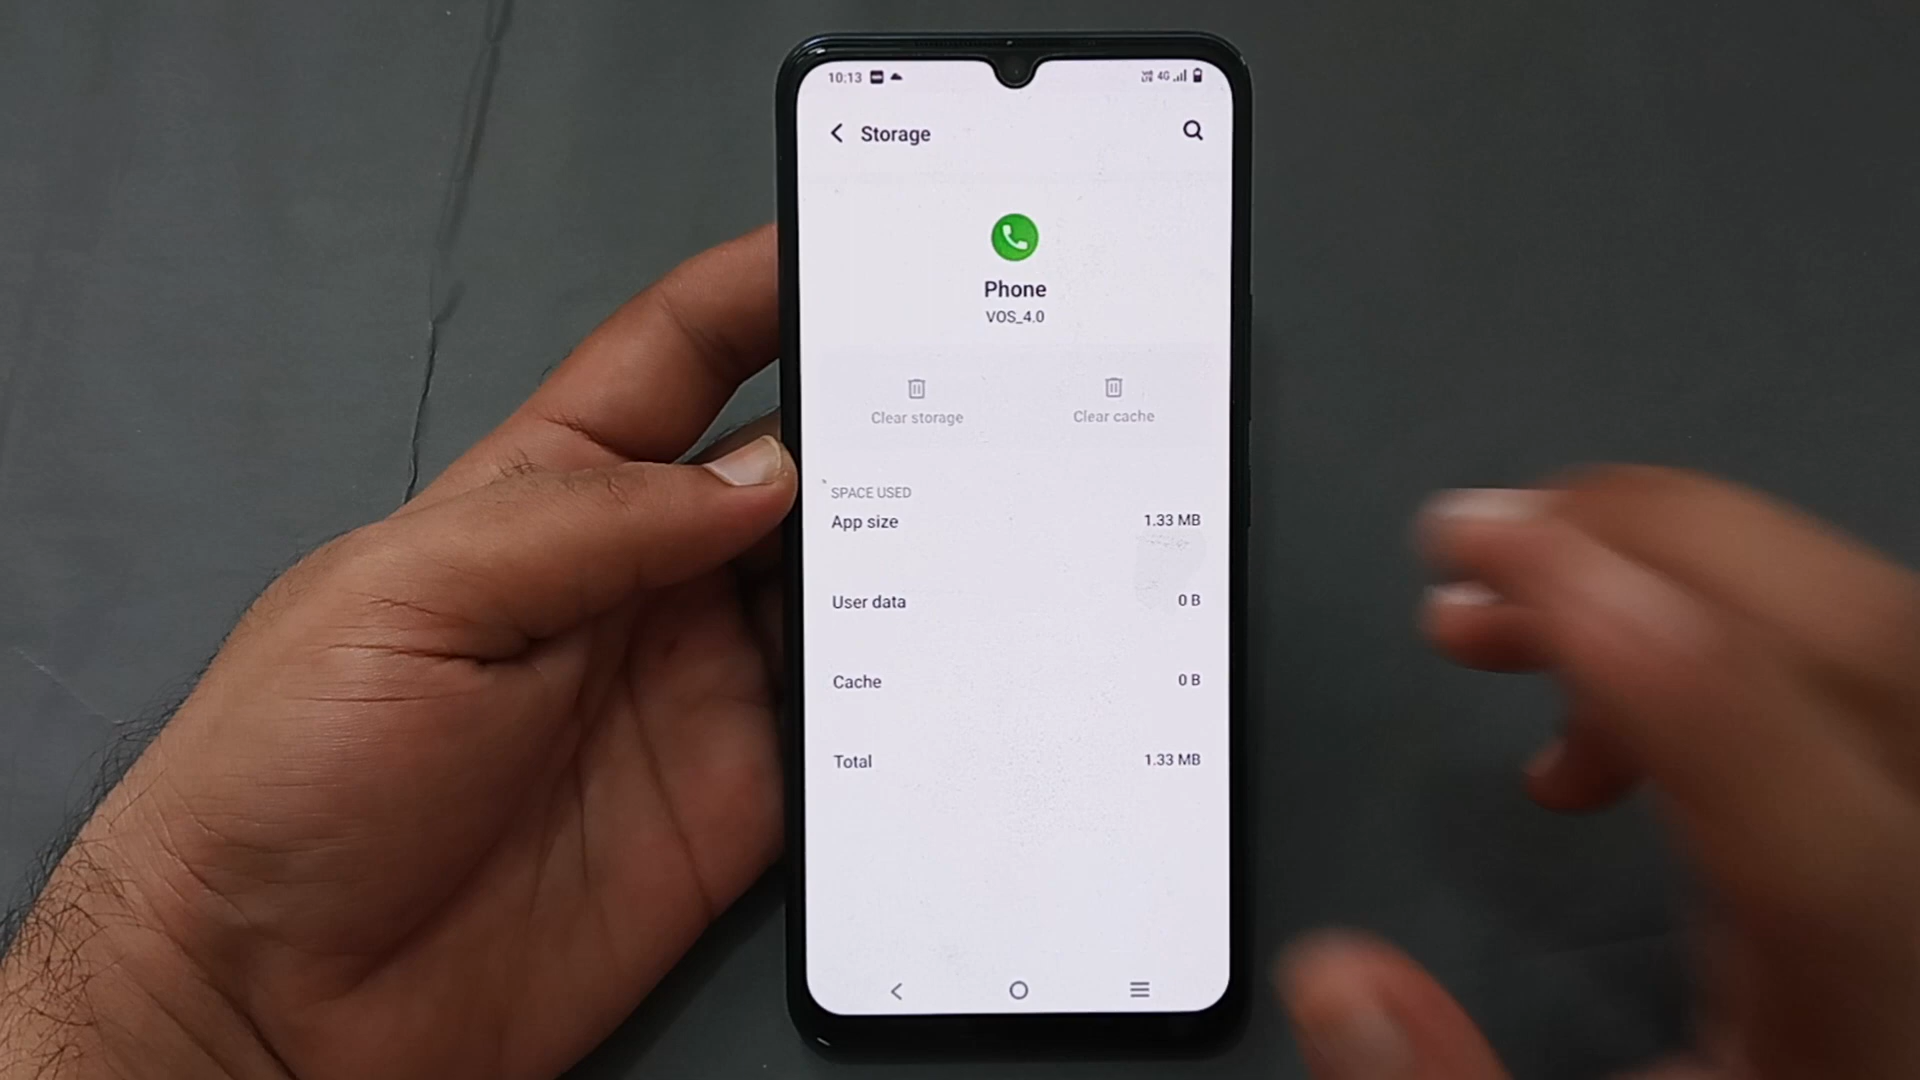 10:13
4G
Storage
Phone
VOS_4.0
Clear storage
Clear cache
SPACE USED
App size
1.33 MB
User data
0 B
Cache
0 B
Total
1.33 MB